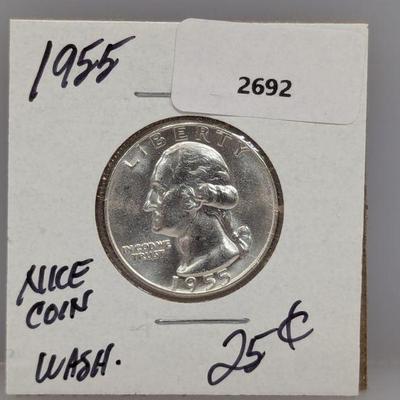 1955
2692
LIBERTY
IN GOD WE
TRUST
1955
NICE
COIN
WASH.
25¢